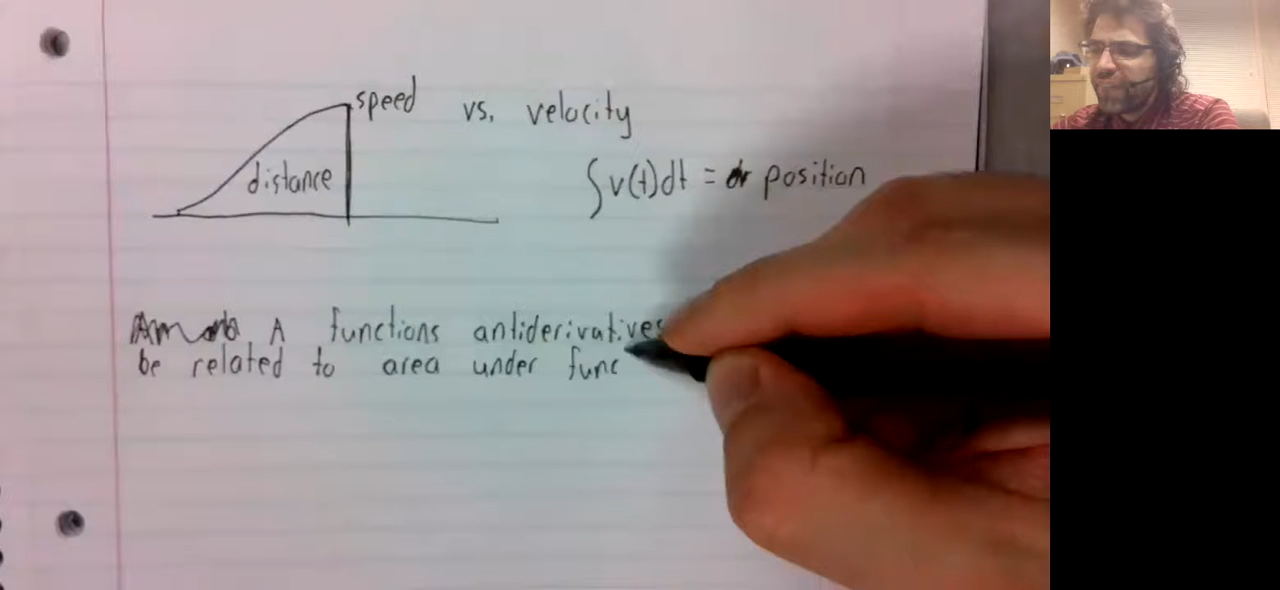 speed vs. velocity
distance
∫v(t)dt = position
A functions antiderivatives
be related to area under func